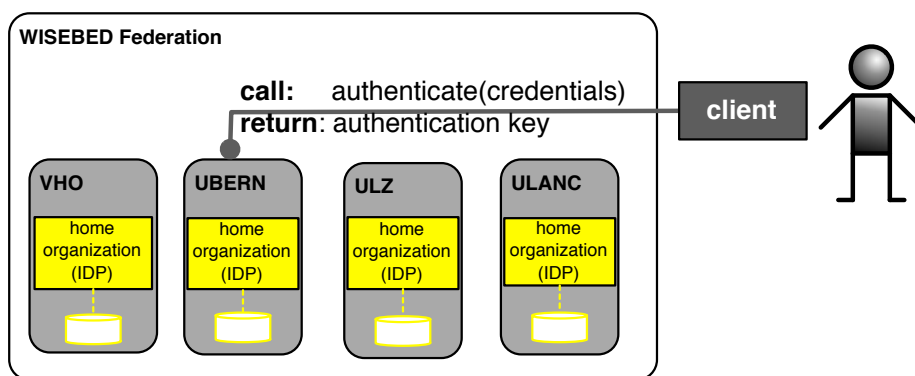 WISEBED Federation
call: authenticate(credentials)
return: authentication key
client
VHO
home
organization
(IDP)
UBERN
home
organization
(IDP)
ULZ
home
organization
(IDP)
ULANC
home
organization
(IDP)